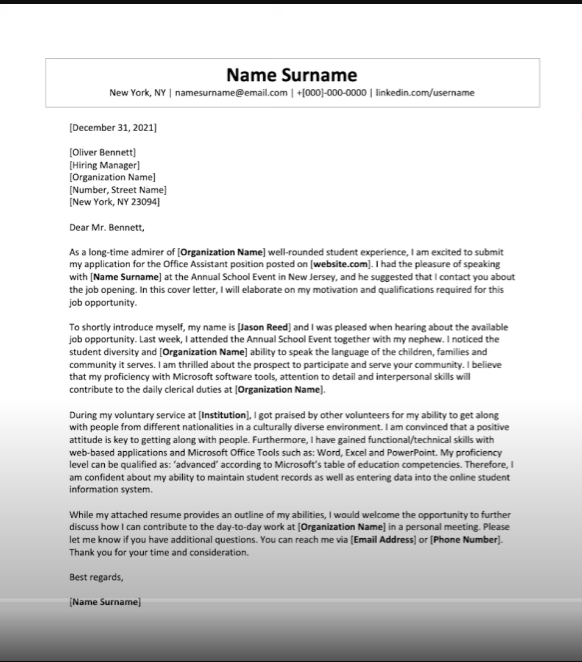 Name Surname
New York, NY | namesurname@email.com | +[000]-000-0000 | linkedin.com/username
[December 31, 2021]
[Oliver Bennett]
[Hiring Manager]
[Organization Name]
[Number, Street Name]
[New York, NY 23094]
Dear Mr. Bennett,
As a long-time admirer of [Organization Name] well-rounded student experience, I am excited to submit
my application for the Office Assistant position posted on [website.com]. I had the pleasure of speaking
with [Name Surname] at the Annual School Event in New Jersey, and he suggested that I contact you about
the job opening. In this cover letter, I will elaborate on my motivation and qualifications required for this
job opportunity.
To shortly introduce myself, my name is [Jason Reed] and I was pleased when hearing about the available
job opportunity. Last week, I attended the Annual School Event together with my nephew. I noticed the
student diversity and [Organization Name] ability to speak the language of the children, families and
community it serves. I am thrilled about the prospect to participate and serve your community. I believe
that my proficiency with Microsoft software tools, attention to detail and interpersonal skills will
contribute to the daily clerical duties at [Organization Name].
During my voluntary service at [Institution], I got praised by other volunteers for my ability to get along
with people from different nationalities in a culturally diverse environment. I am convinced that a positive
attitude is key to getting along with people. Furthermore, I have gained functional/technical skills with
web-based applications and Microsoft Office Tools such as: Word, Excel and PowerPoint. My proficiency
level can be qualified as: ‘advanced’ according to Microsoft’s table of education competencies. Therefore, I
am confident about my ability to maintain student records as well as entering data into the online student
information system.
While my attached resume provides an outline of my abilities, I would welcome the opportunity to further
discuss how I can contribute to the day-to-day work at [Organization Name] in a personal meeting. Please
let me know if you have additional questions. You can reach me via [Email Address] or [Phone Number].
Thank you for your time and consideration.
Best regards,
[Name Surname]